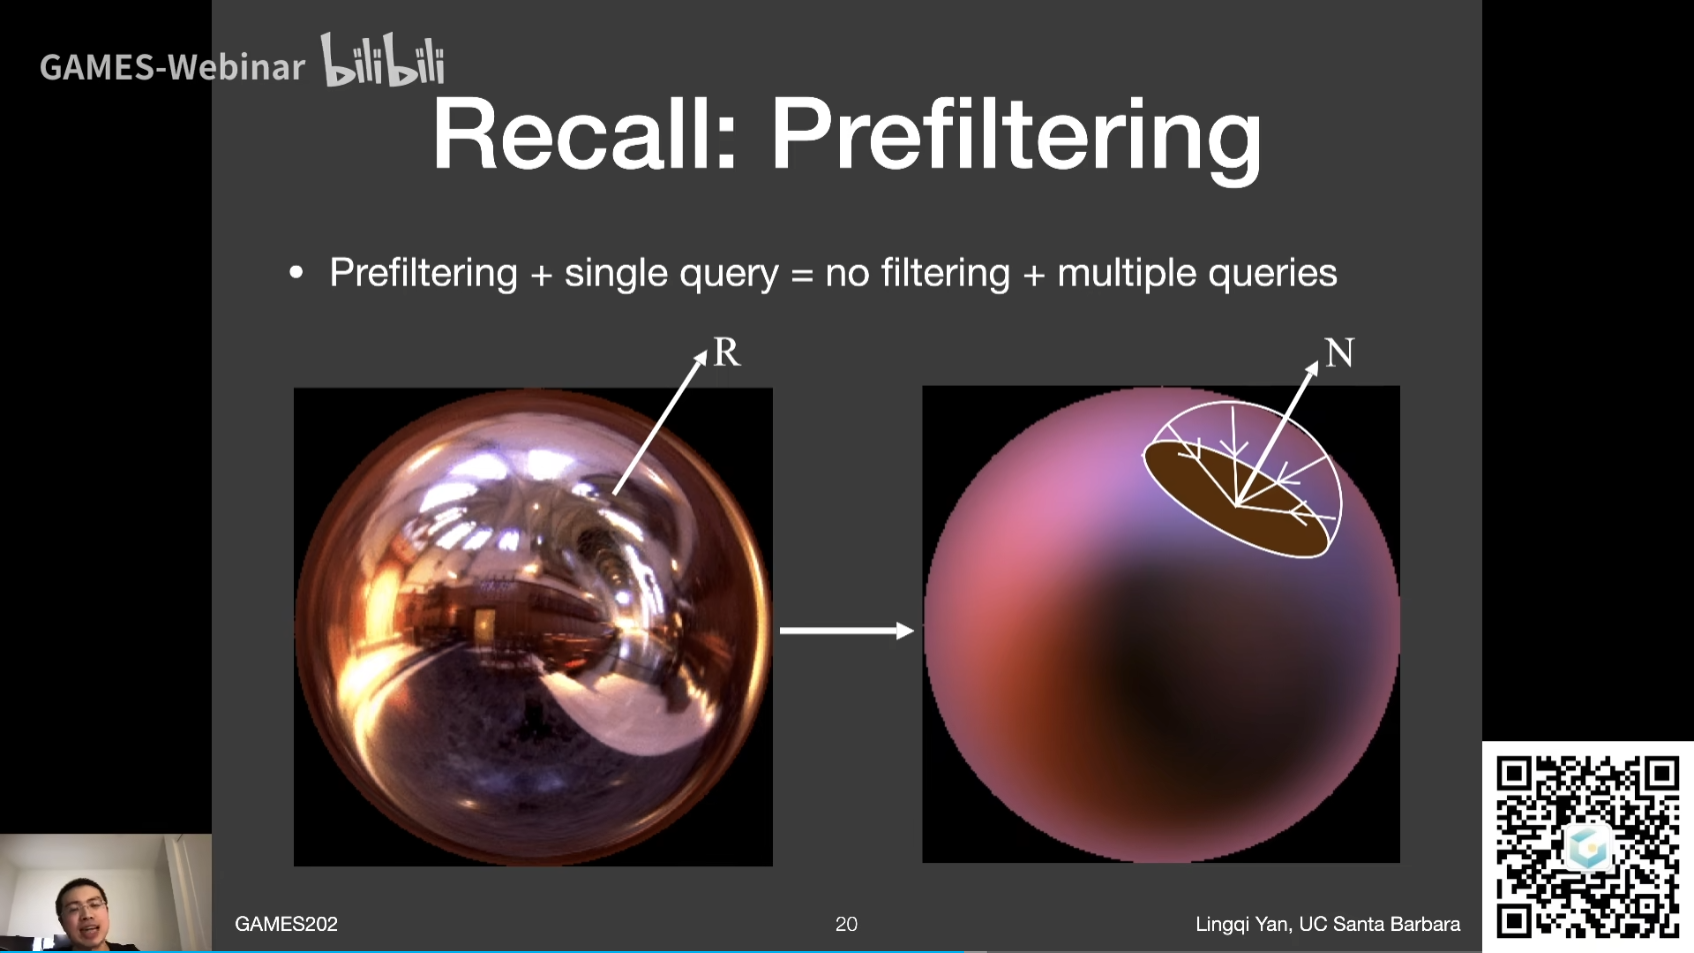 GAMES-Webinar bilibili
Recall: Prefiltering
• Prefiltering + single query = no filtering + multiple queries
R
N
GAMES202
20
Lingqi Yan, UC Santa Barbara